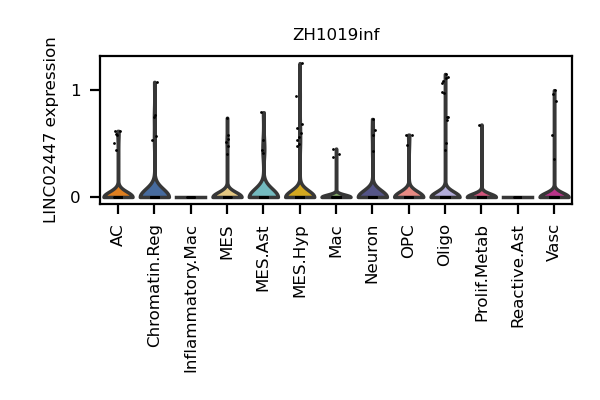 ZH1019inf
LINC02447 expression
1
0
AC
Chromatin.Reg
Inflammatory.Mac
MES
MES.Ast
MES.Hyp
Mac
Neuron
OPC
Oligo
Prolif.Metab
Reactive.Ast
Vasc